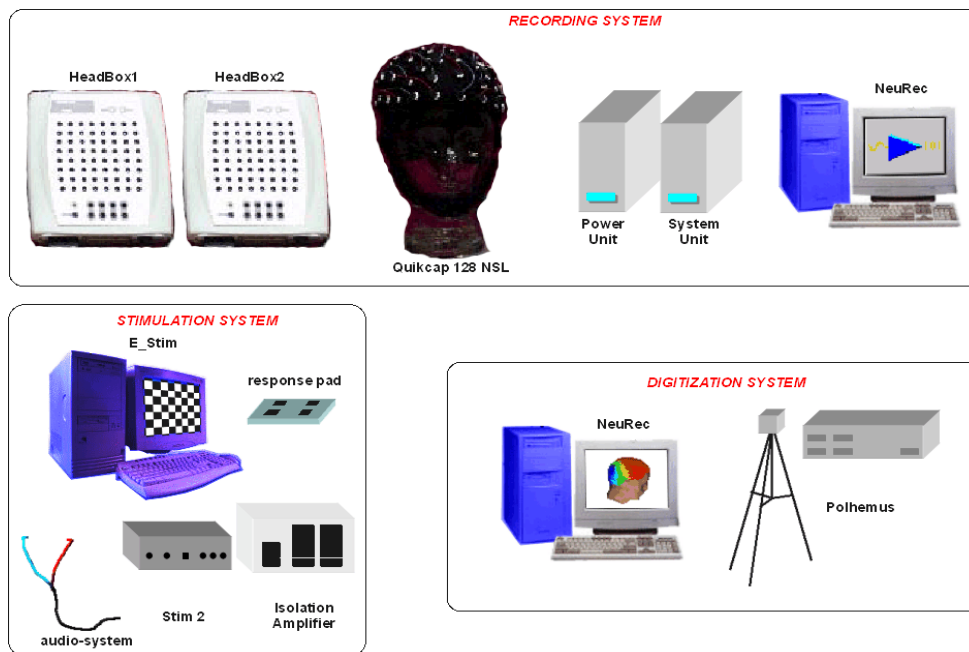 RECORDING SYSTEM
HeadBox1
HeadBox2
NeuRec
Power
Unit
System
Unit
Quikcap 128 NSL
STIMULATION SYSTEM
E_Stim
response pad
Stim 2
Isolation
Amplifier
audio-system
DIGITIZATION SYSTEM
NeuRec
Polhemus